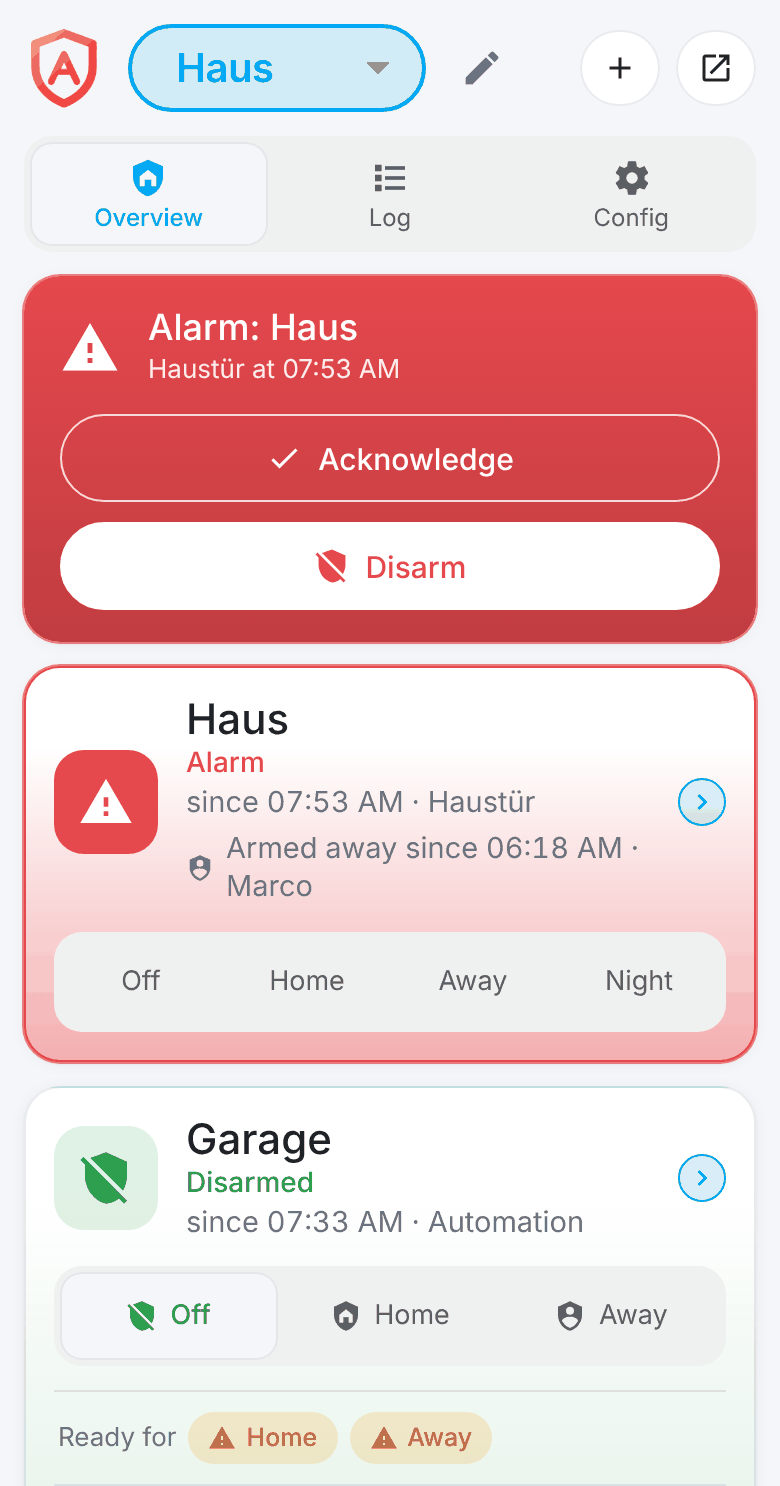 Haus
Overview
Log
Config
Alarm: Haus
Haustür at 07:53 AM
Acknowledge
Disarm
Haus
Alarm
since 07:53 AM · Haustür
Armed away since 06:18 AM ·
Marco
Off
Home
Away
Night
Garage
Disarmed
since 07:33 AM · Automation
Off
Home
Away
Ready for
Home
Away